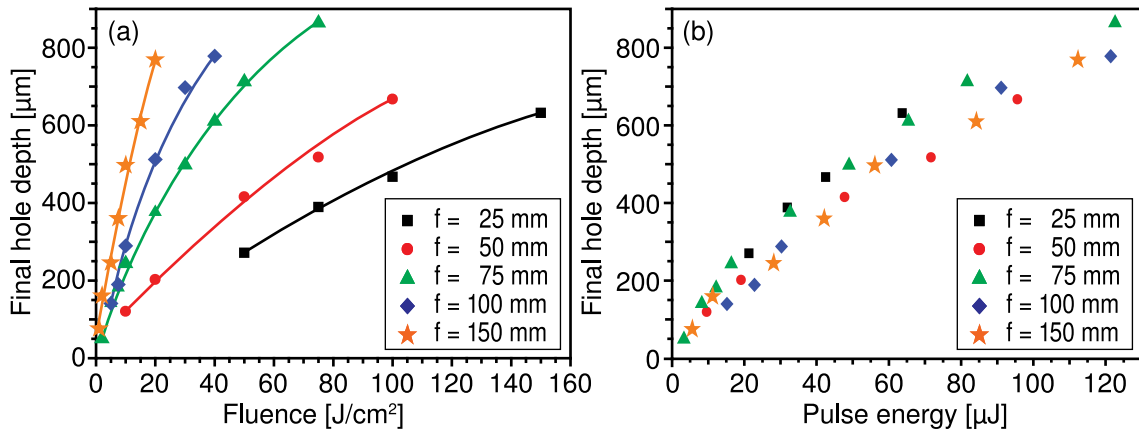 (a)
Final hole depth [µm]
800
600
400
200
0
0 20 40 60 80 100 120 140 160
Fluence [J/cm²]
f = 25 mm
f = 50 mm
f = 75 mm
f = 100 mm
f = 150 mm
(b)
Final hole depth [µm]
800
600
400
200
0
0 20 40 60 80 100 120
Pulse energy [µJ]
f = 25 mm
f = 50 mm
f = 75 mm
f = 100 mm
f = 150 mm